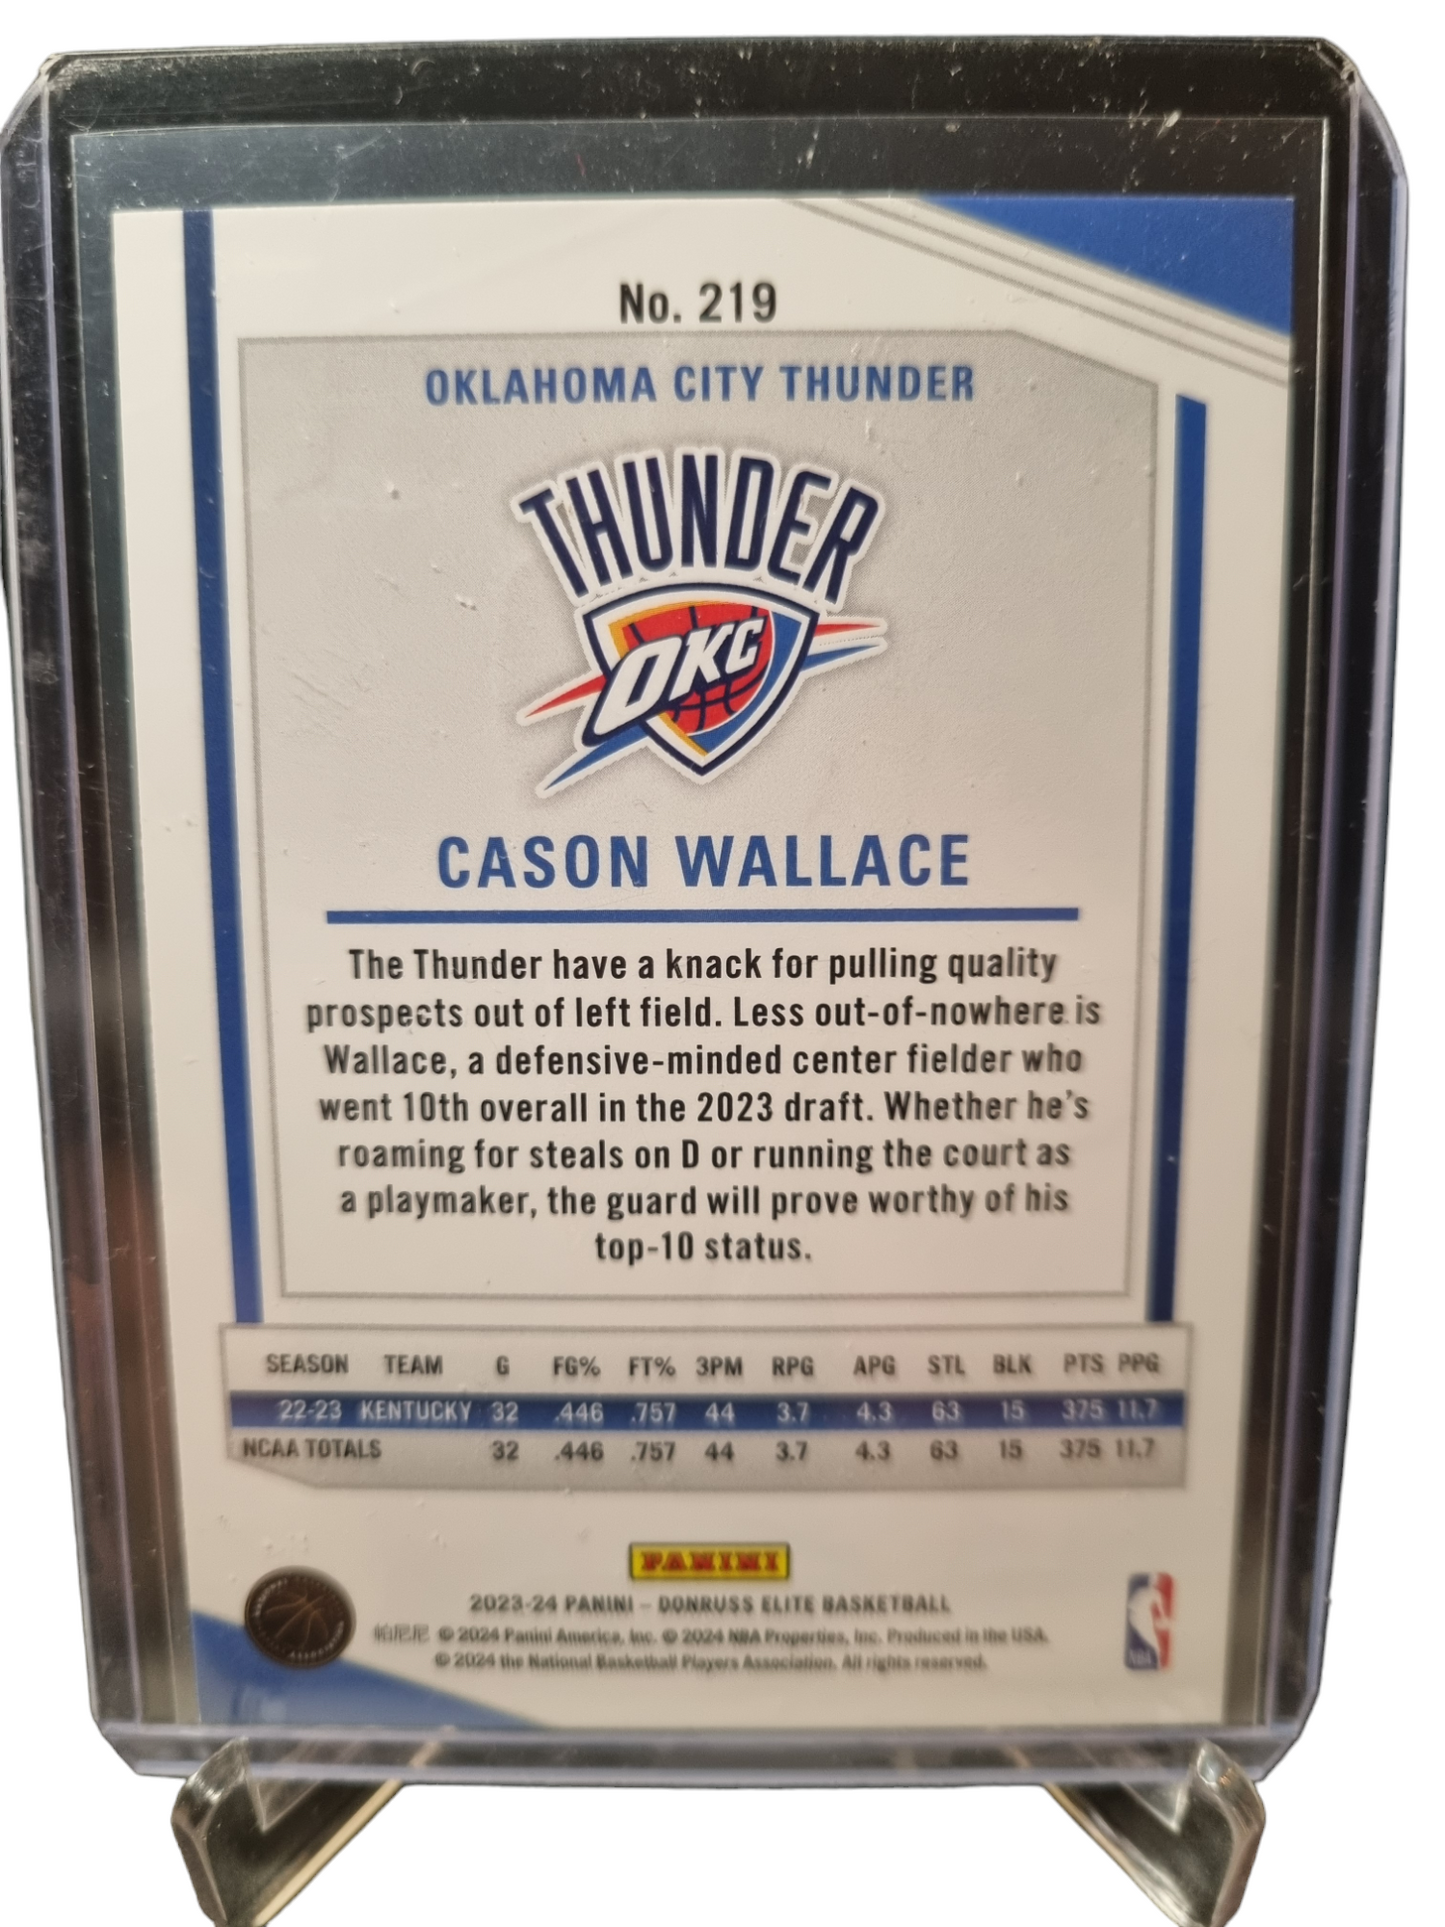 No. 219
OKLAHOMA CITY THUNDER
THUNDER
OKC
CASON WALLACE
The Thunder have a knack for pulling quality
prospects out of left field. Less out-of-nowhere is
Wallace, a defensive-minded center fielder who
went 10th overall in the 2023 draft. Whether he's
roaming for steals on D or running the court as
a playmaker, the guard will prove worthy of his
top-10 status.
SEASON TEAM G FG% FT% 3PM RPG APG STL BLK PTS PPG
22-23 KENTUCKY 32 .446 .757 44 3.7 4.3 63 15 375 11.7
NCAA TOTALS 32 .446 .757 44 3.7 4.3 63 15 375 11.7
PANINI
2023-24 PANINI – DONRUSS ELITE BASKETBALL
© 2024 Panini America, Inc. © 2024 NBA Properties, Inc. Produced in the USA.
© 2024 the National Basketball Players Association. All rights reserved.
NBA